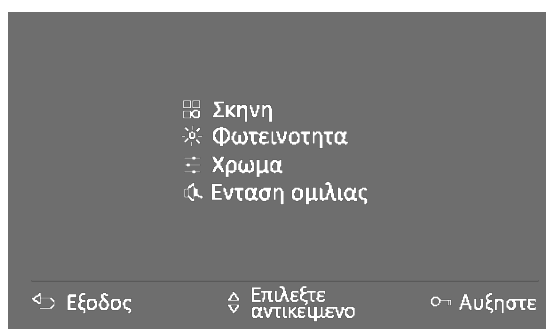 Σκηνη
Φωτεινοτητα
Χρωμα
Ενταση ομιλιας
Εξοδος
Επιλεξτε
αντικειμενο
Αυξηστε